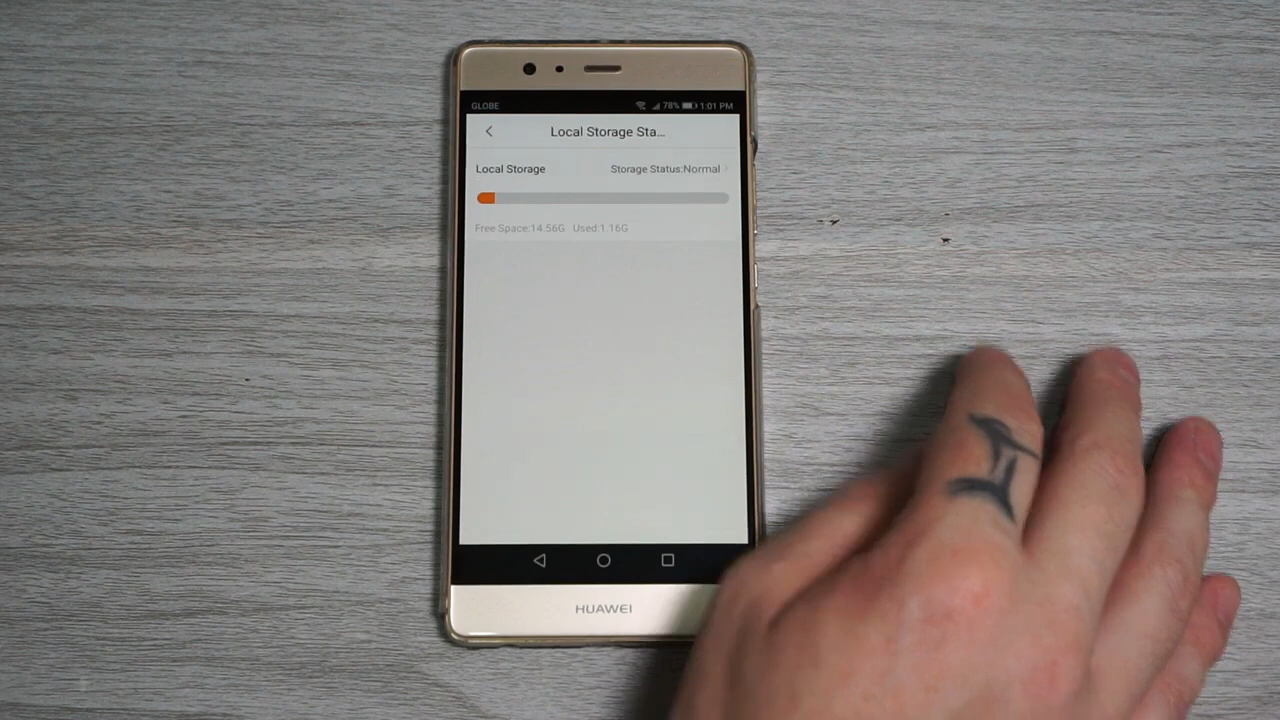 GLOBE 78% 1:01 PM
Local Storage Sta...
Local Storage Storage Status:Normal
Free Space:14.56G Used:1.16G
HUAWEI